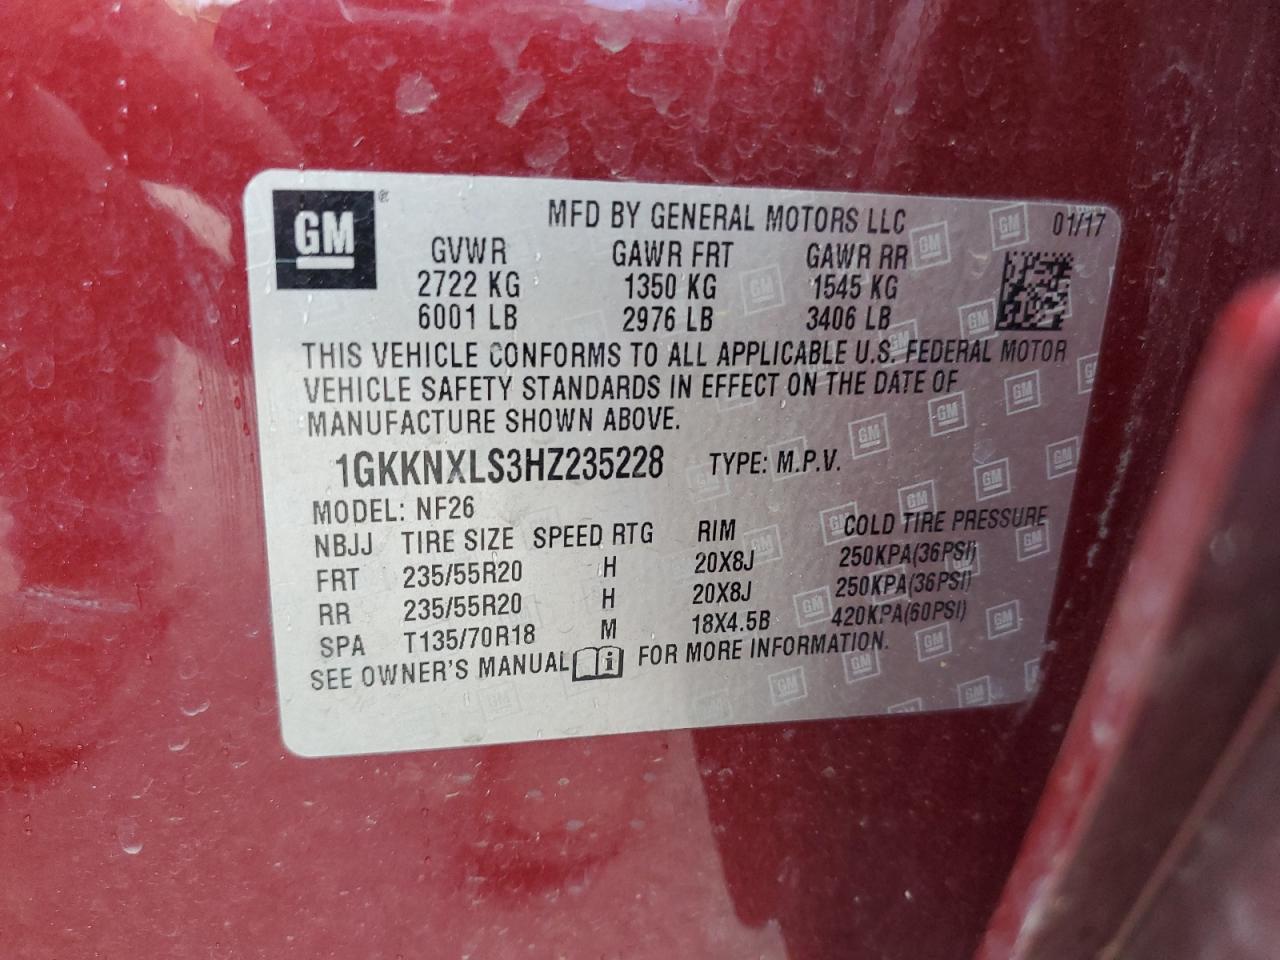 GM ®
MFD BY GENERAL MOTORS LLC 01/17
GVWR GAWR FRT GAWR RR
2722 KG 1350 KG 1545 KG
6001 LB 2976 LB 3406 LB
THIS VEHICLE CONFORMS TO ALL APPLICABLE U.S. FEDERAL MOTOR
VEHICLE SAFETY STANDARDS IN EFFECT ON THE DATE OF
MANUFACTURE SHOWN ABOVE.
1GKKNXLS3HZ235228 TYPE: M.P.V.
MODEL: NF26
NBJJ TIRE SIZE SPEED RTG RIM COLD TIRE PRESSURE
FRT 235/55R20 H 20X8J 250KPA(36PSI)
RR 235/55R20 H 20X8J 250KPA(36PSI)
SPA T135/70R18 M 18X4.5B 420KPA(60PSI)
SEE OWNER'S MANUAL i FOR MORE INFORMATION.